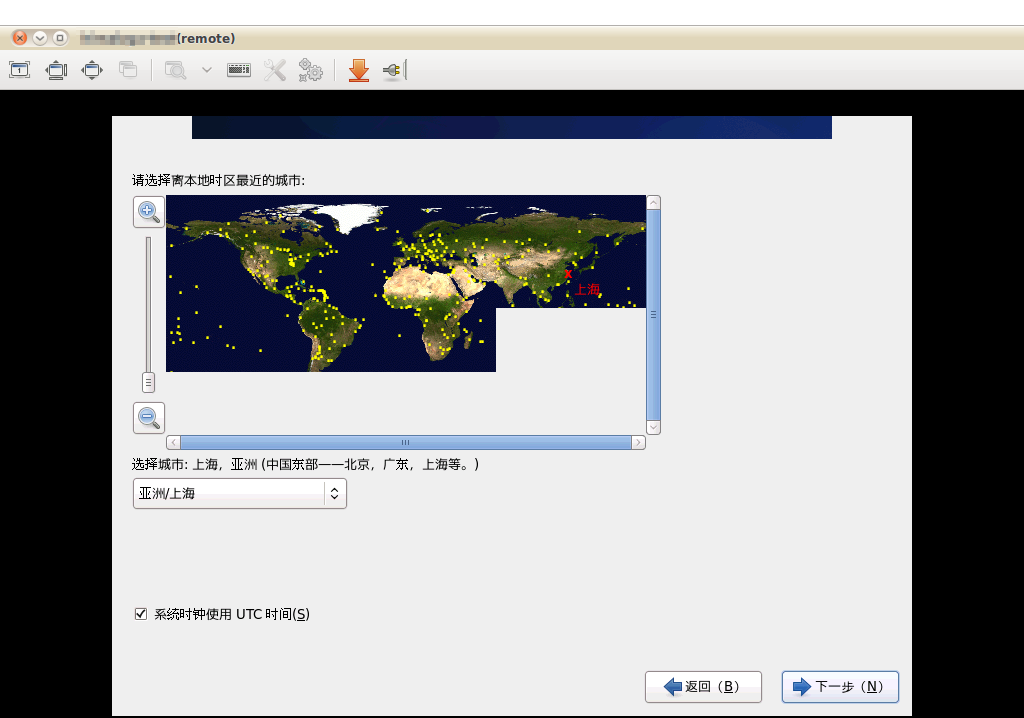 (remote)
请选择离本地时区最近的城市:
上海
选择城市: 上海, 亚洲 (中国东部——北京，广东，上海等。)
亚洲/上海
系统时钟使用 UTC 时间(S)
返回（B）
下一步（N）